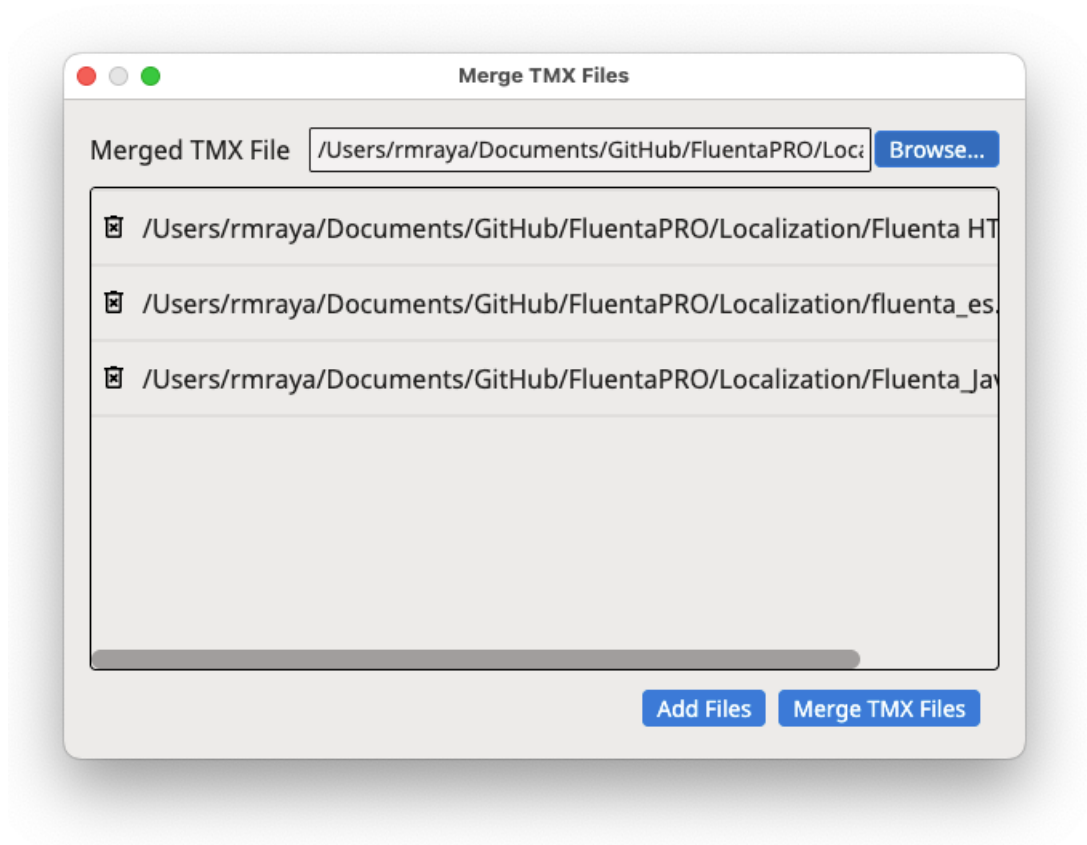 Merge TMX Files
Merged TMX File /Users/rmraya/Documents/GitHub/FluentaPRO/Loca Browse...
/Users/rmraya/Documents/GitHub/FluentaPRO/Localization/Fluenta HT
/Users/rmraya/Documents/GitHub/FluentaPRO/Localization/fluenta_es.
/Users/rmraya/Documents/GitHub/FluentaPRO/Localization/Fluenta_Jav
Add Files Merge TMX Files